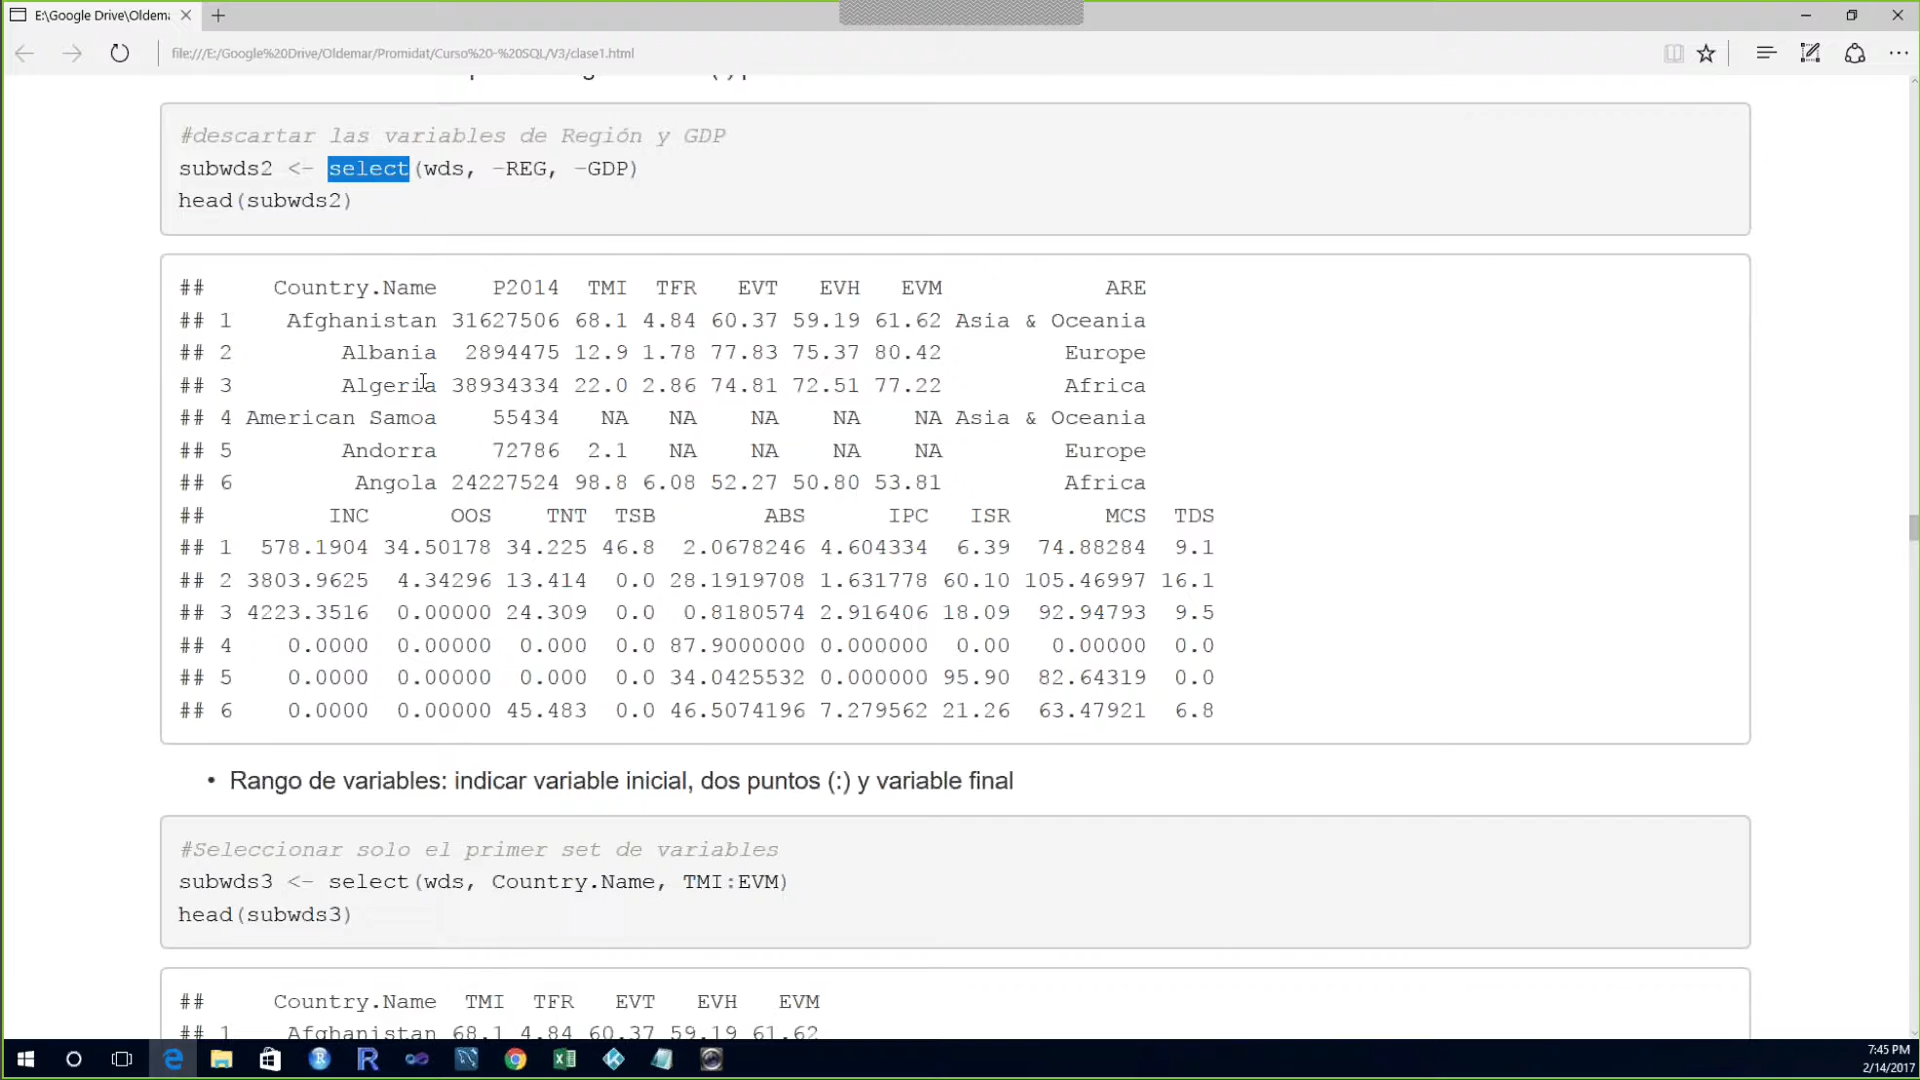 E:\Google Drive\Oldema
file:///E:/Google%20Drive/Oldemar/Promidat/Curso%20-%20SQL/V3/clase1.html
#descartar las variables de Región y GDP
subwds2 <- select(wds, -REG, -GDP)
head(subwds2)
## Country.Name P2014 TMI TFR EVT EVH EVM ARE
## 1 Afghanistan 31627506 68.1 4.84 60.37 59.19 61.62 Asia & Oceania
## 2 Albania 2894475 12.9 1.78 77.83 75.37 80.42 Europe
## 3 Algeria 38934334 22.0 2.86 74.81 72.51 77.22 Africa
## 4 American Samoa 55434 NA NA NA NA NA Asia & Oceania
## 5 Andorra 72786 2.1 NA NA NA NA Europe
## 6 Angola 24227524 98.8 6.08 52.27 50.80 53.81 Africa
## INC OOS TNT TSB ABS IPC ISR MCS TDS
## 1 578.1904 34.50178 34.225 46.8 2.0678246 4.604334 6.39 74.88284 9.1
## 2 3803.9625 4.34296 13.414 0.0 28.1919708 1.631778 60.10 105.46997 16.1
## 3 4223.3516 0.00000 24.309 0.0 0.8180574 2.916406 18.09 92.94793 9.5
## 4 0.0000 0.00000 0.000 0.0 87.9000000 0.000000 0.00 0.00000 0.0
## 5 0.0000 0.00000 0.000 0.0 34.0425532 0.000000 95.90 82.64319 0.0
## 6 0.0000 0.00000 45.483 0.0 46.5074196 7.279562 21.26 63.47921 6.8
• Rango de variables: indicar variable inicial, dos puntos (:) y variable final
#Seleccionar solo el primer set de variables
subwds3 <- select(wds, Country.Name, TMI:EVM)
head(subwds3)
## Country.Name TMI TFR EVT EVH EVM
## 1 Afghanistan 68.1 4.84 60.37 59.19 61.62
7:45 PM
2/14/2017